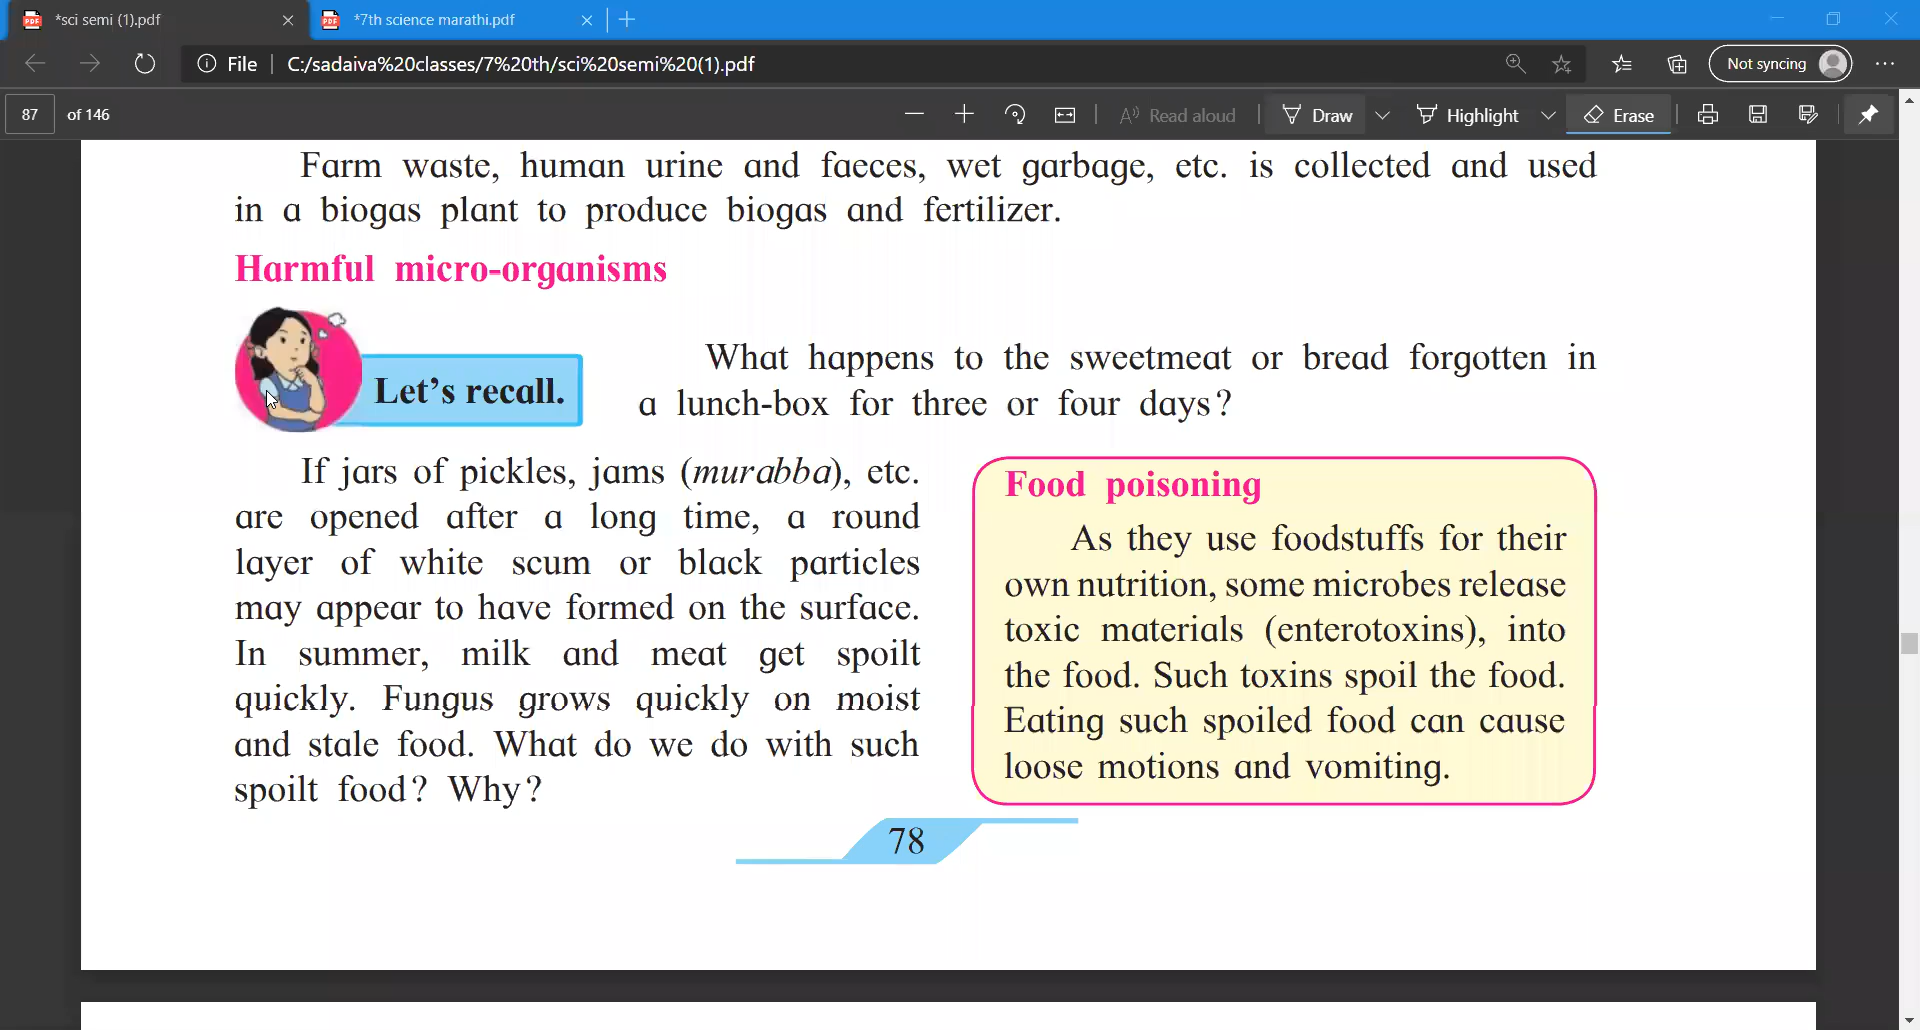 *sci semi (1).pdf
*7th science marathi.pdf
File
C:/sadaiva%20classes/7%20th/sci%20semi%20(1).pdf
Not syncing
87 of 146
Read aloud
Draw
Highlight
Erase
Farm waste, human urine and faeces, wet garbage, etc. is collected and used
in a biogas plant to produce biogas and fertilizer.
Harmful micro-organisms
Let's recall.
What happens to the sweetmeat or bread forgotten in
a lunch-box for three or four days?
If jars of pickles, jams (murabba), etc.
are opened after a long time, a round
layer of white scum or black particles
may appear to have formed on the surface.
In summer, milk and meat get spoilt
quickly. Fungus grows quickly on moist
and stale food. What do we do with such
spoilt food? Why?
Food poisoning
As they use foodstuffs for their
own nutrition, some microbes release
toxic materials (enterotoxins), into
the food. Such toxins spoil the food.
Eating such spoiled food can cause
loose motions and vomiting.
78